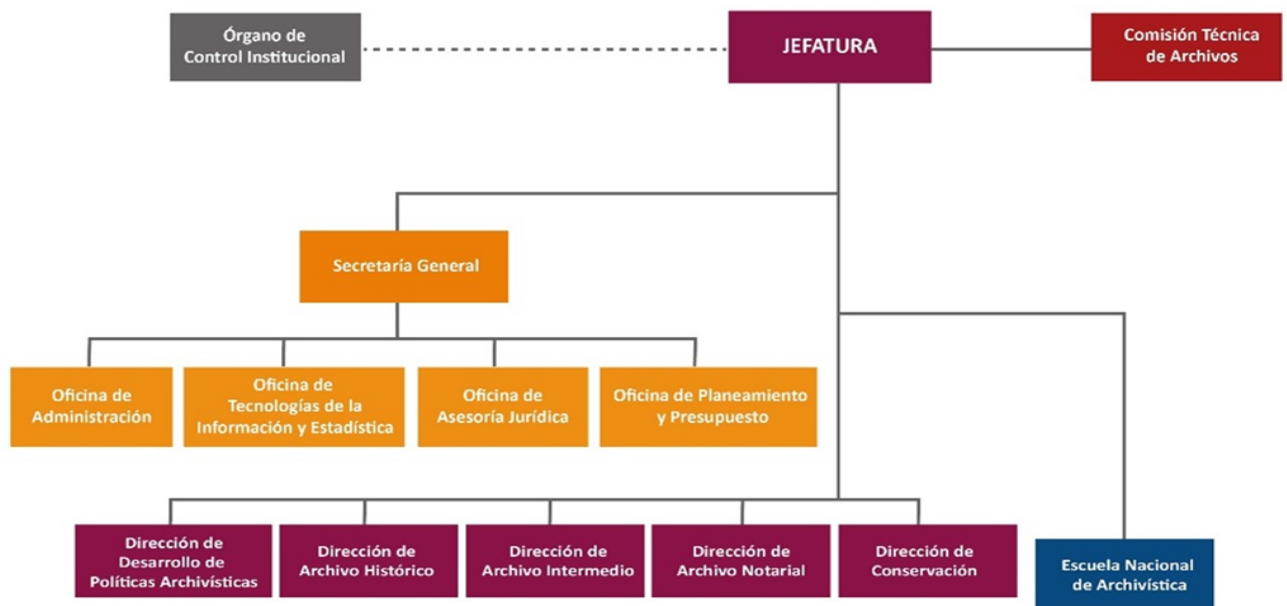 Órgano de
Control Institucional
JEFATURA
Comisión Técnica
de Archivos
Secretaría General
Oficina de
Administración
Oficina de
Tecnologías de la
Información y Estadística
Oficina de
Asesoría Jurídica
Oficina de Planeamiento
y Presupuesto
Dirección de
Desarrollo de
Políticas Archivísticas
Dirección de
Archivo Histórico
Dirección de
Archivo Intermedio
Dirección de
Archivo Notarial
Dirección de
Conservación
Escuela Nacional
de Archivística